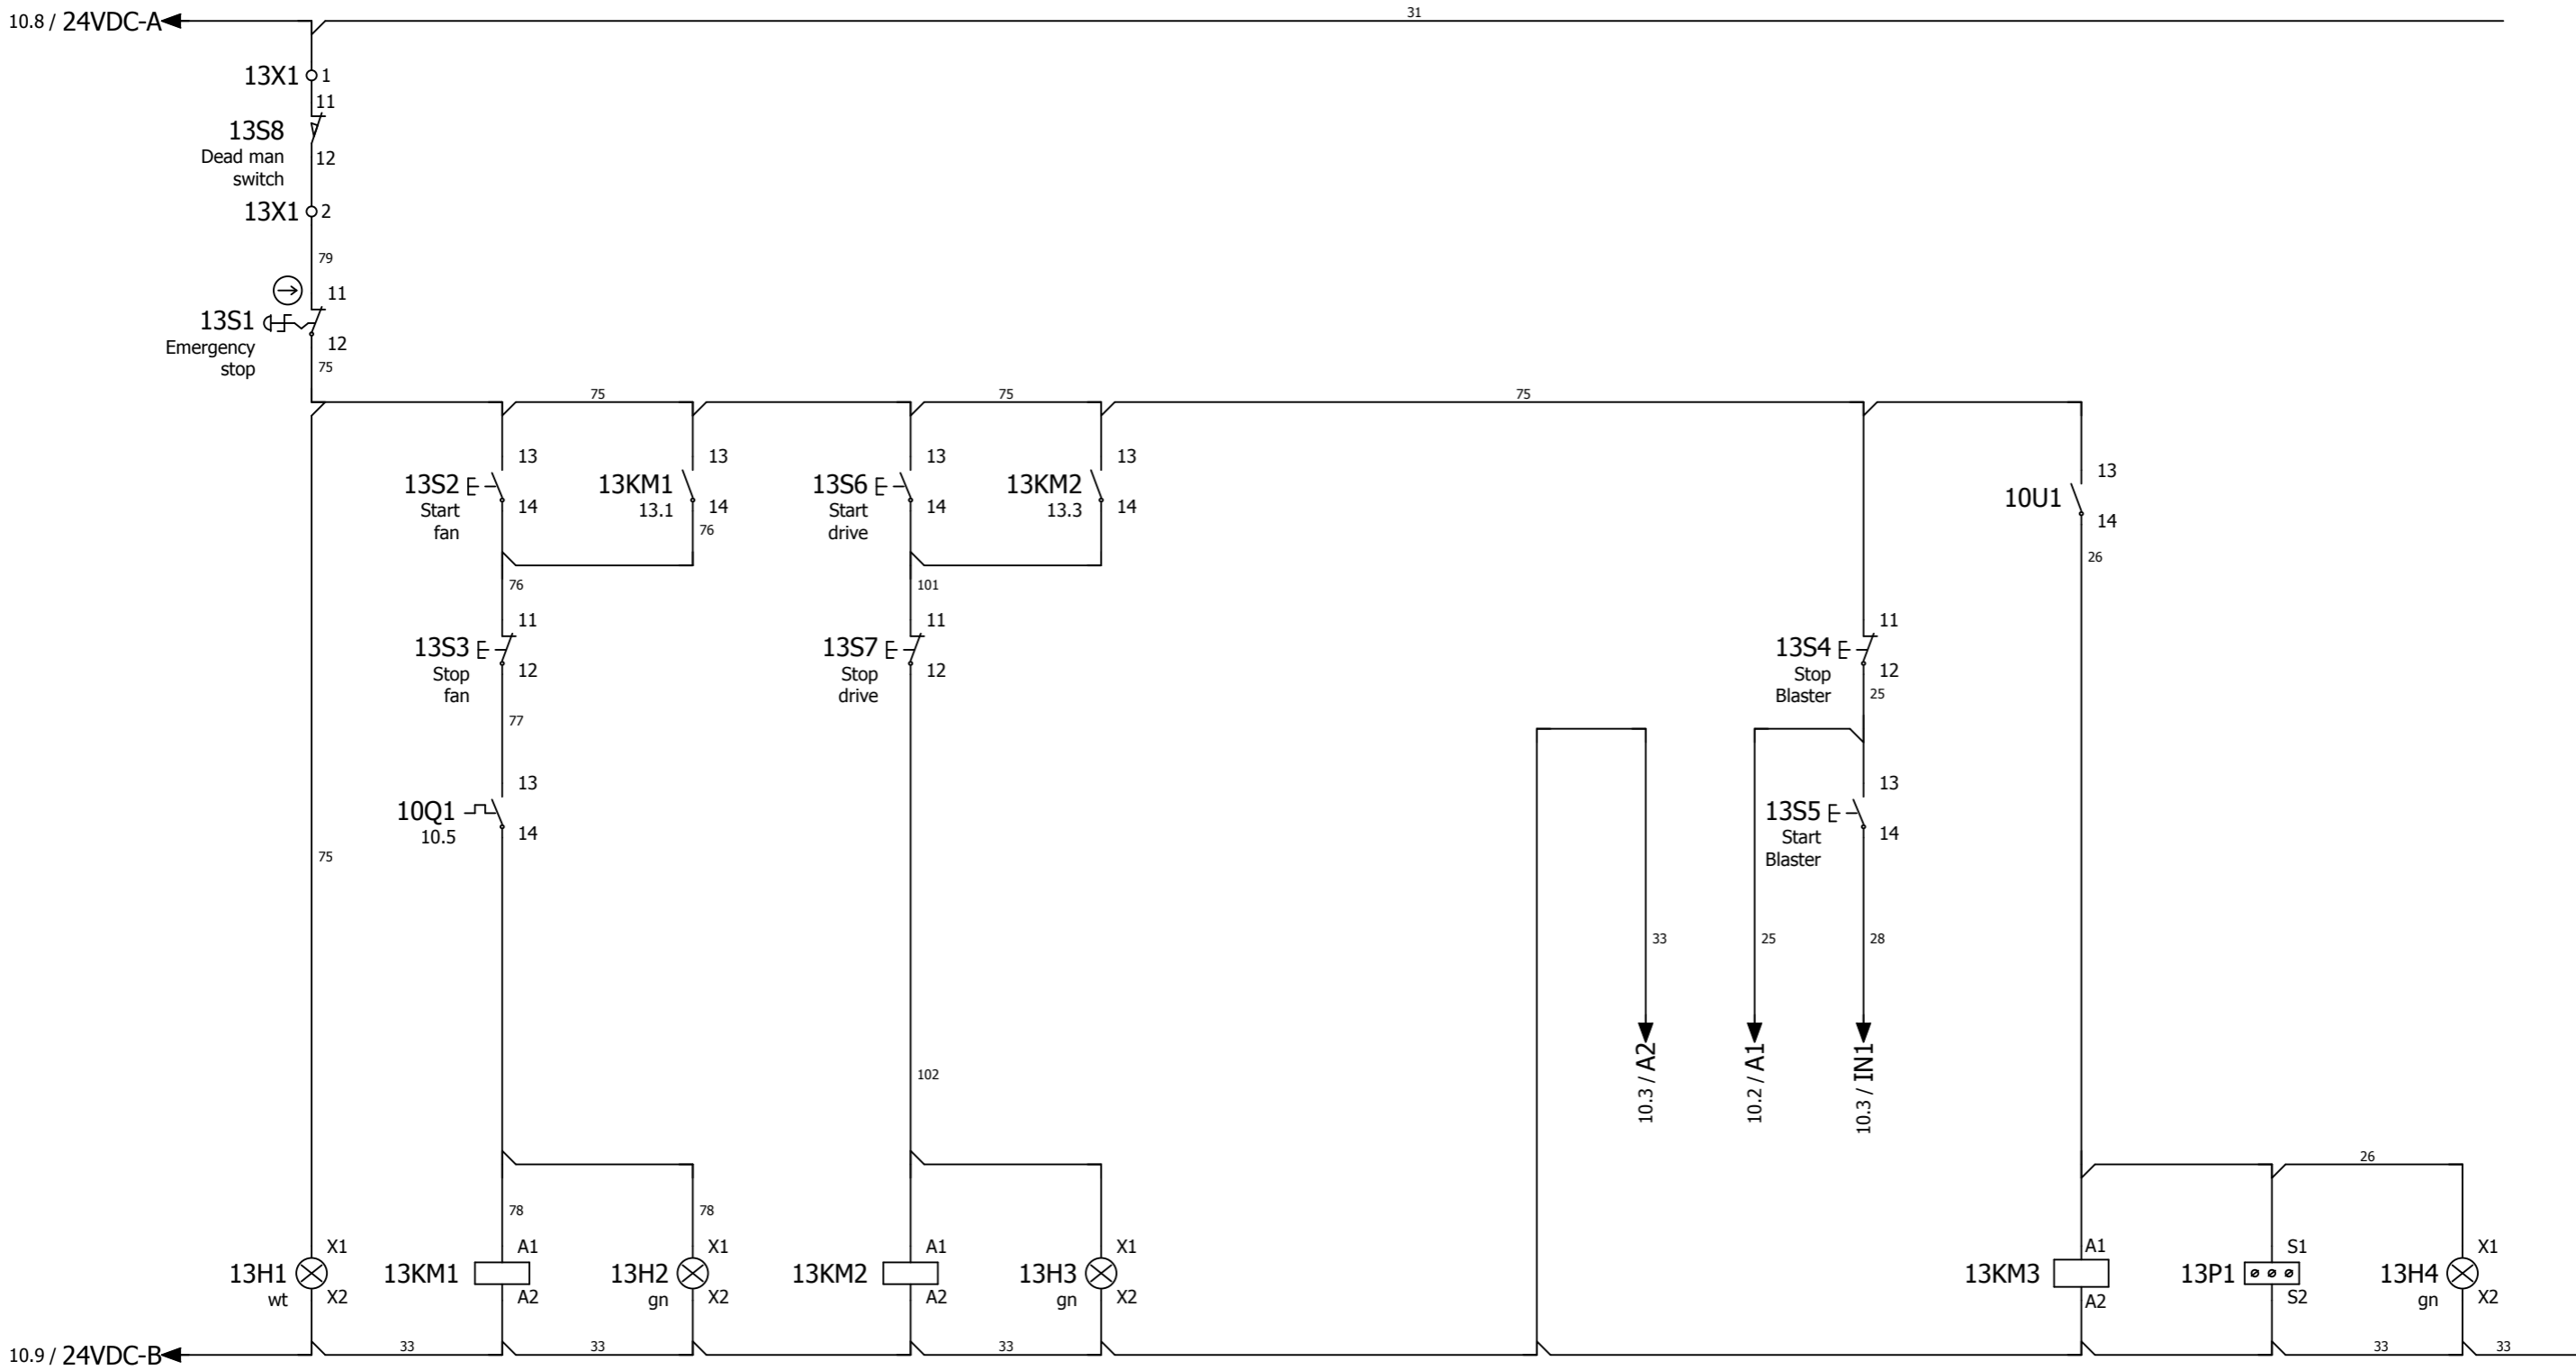 10.8 / 24VDC-A
31
13X1 1
11
13S8
Dead man
switch
12
13X1 2
79
11
13S1
Emergency
stop
12
75
75
75
75
13
13S2
Start
fan
14
13
13KM1
13.1
14
76
13
13S6
Start
drive
14
13
13KM2
13.3
14
13
10U1
14
26
76
11
13S3
Stop
fan
12
77
101
11
13S7
Stop
drive
12
11
13S4
Stop
Blaster
12
25
13
10Q1
10.5
14
13
13S5
Start
Blaster
14
75
33
25
28
102
10.3 / A2
10.2 / A1
10.3 / IN1
26
78
78
X1
13H1
wt
X2
A1
13KM1
A2
X1
13H2
gn
X2
A1
13KM2
A2
X1
13H3
gn
X2
A1
13KM3
A2
S1
13P1
S2
X1
13H4
gn
X2
10.9 / 24VDC-B
33
33
33
33
33